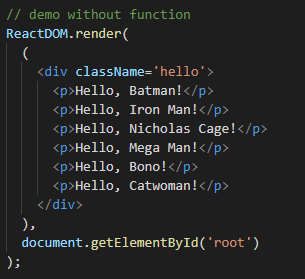 // demo without function
ReactDOM.render(
  (
    <div className='hello'>
      <p>Hello, Batman!</p>
      <p>Hello, Iron Man!</p>
      <p>Hello, Nicholas Cage!</p>
      <p>Hello, Mega Man!</p>
      <p>Hello, Bono!</p>
      <p>Hello, Catwoman!</p>
    </div>
  ),
  document.getElementById('root')
);